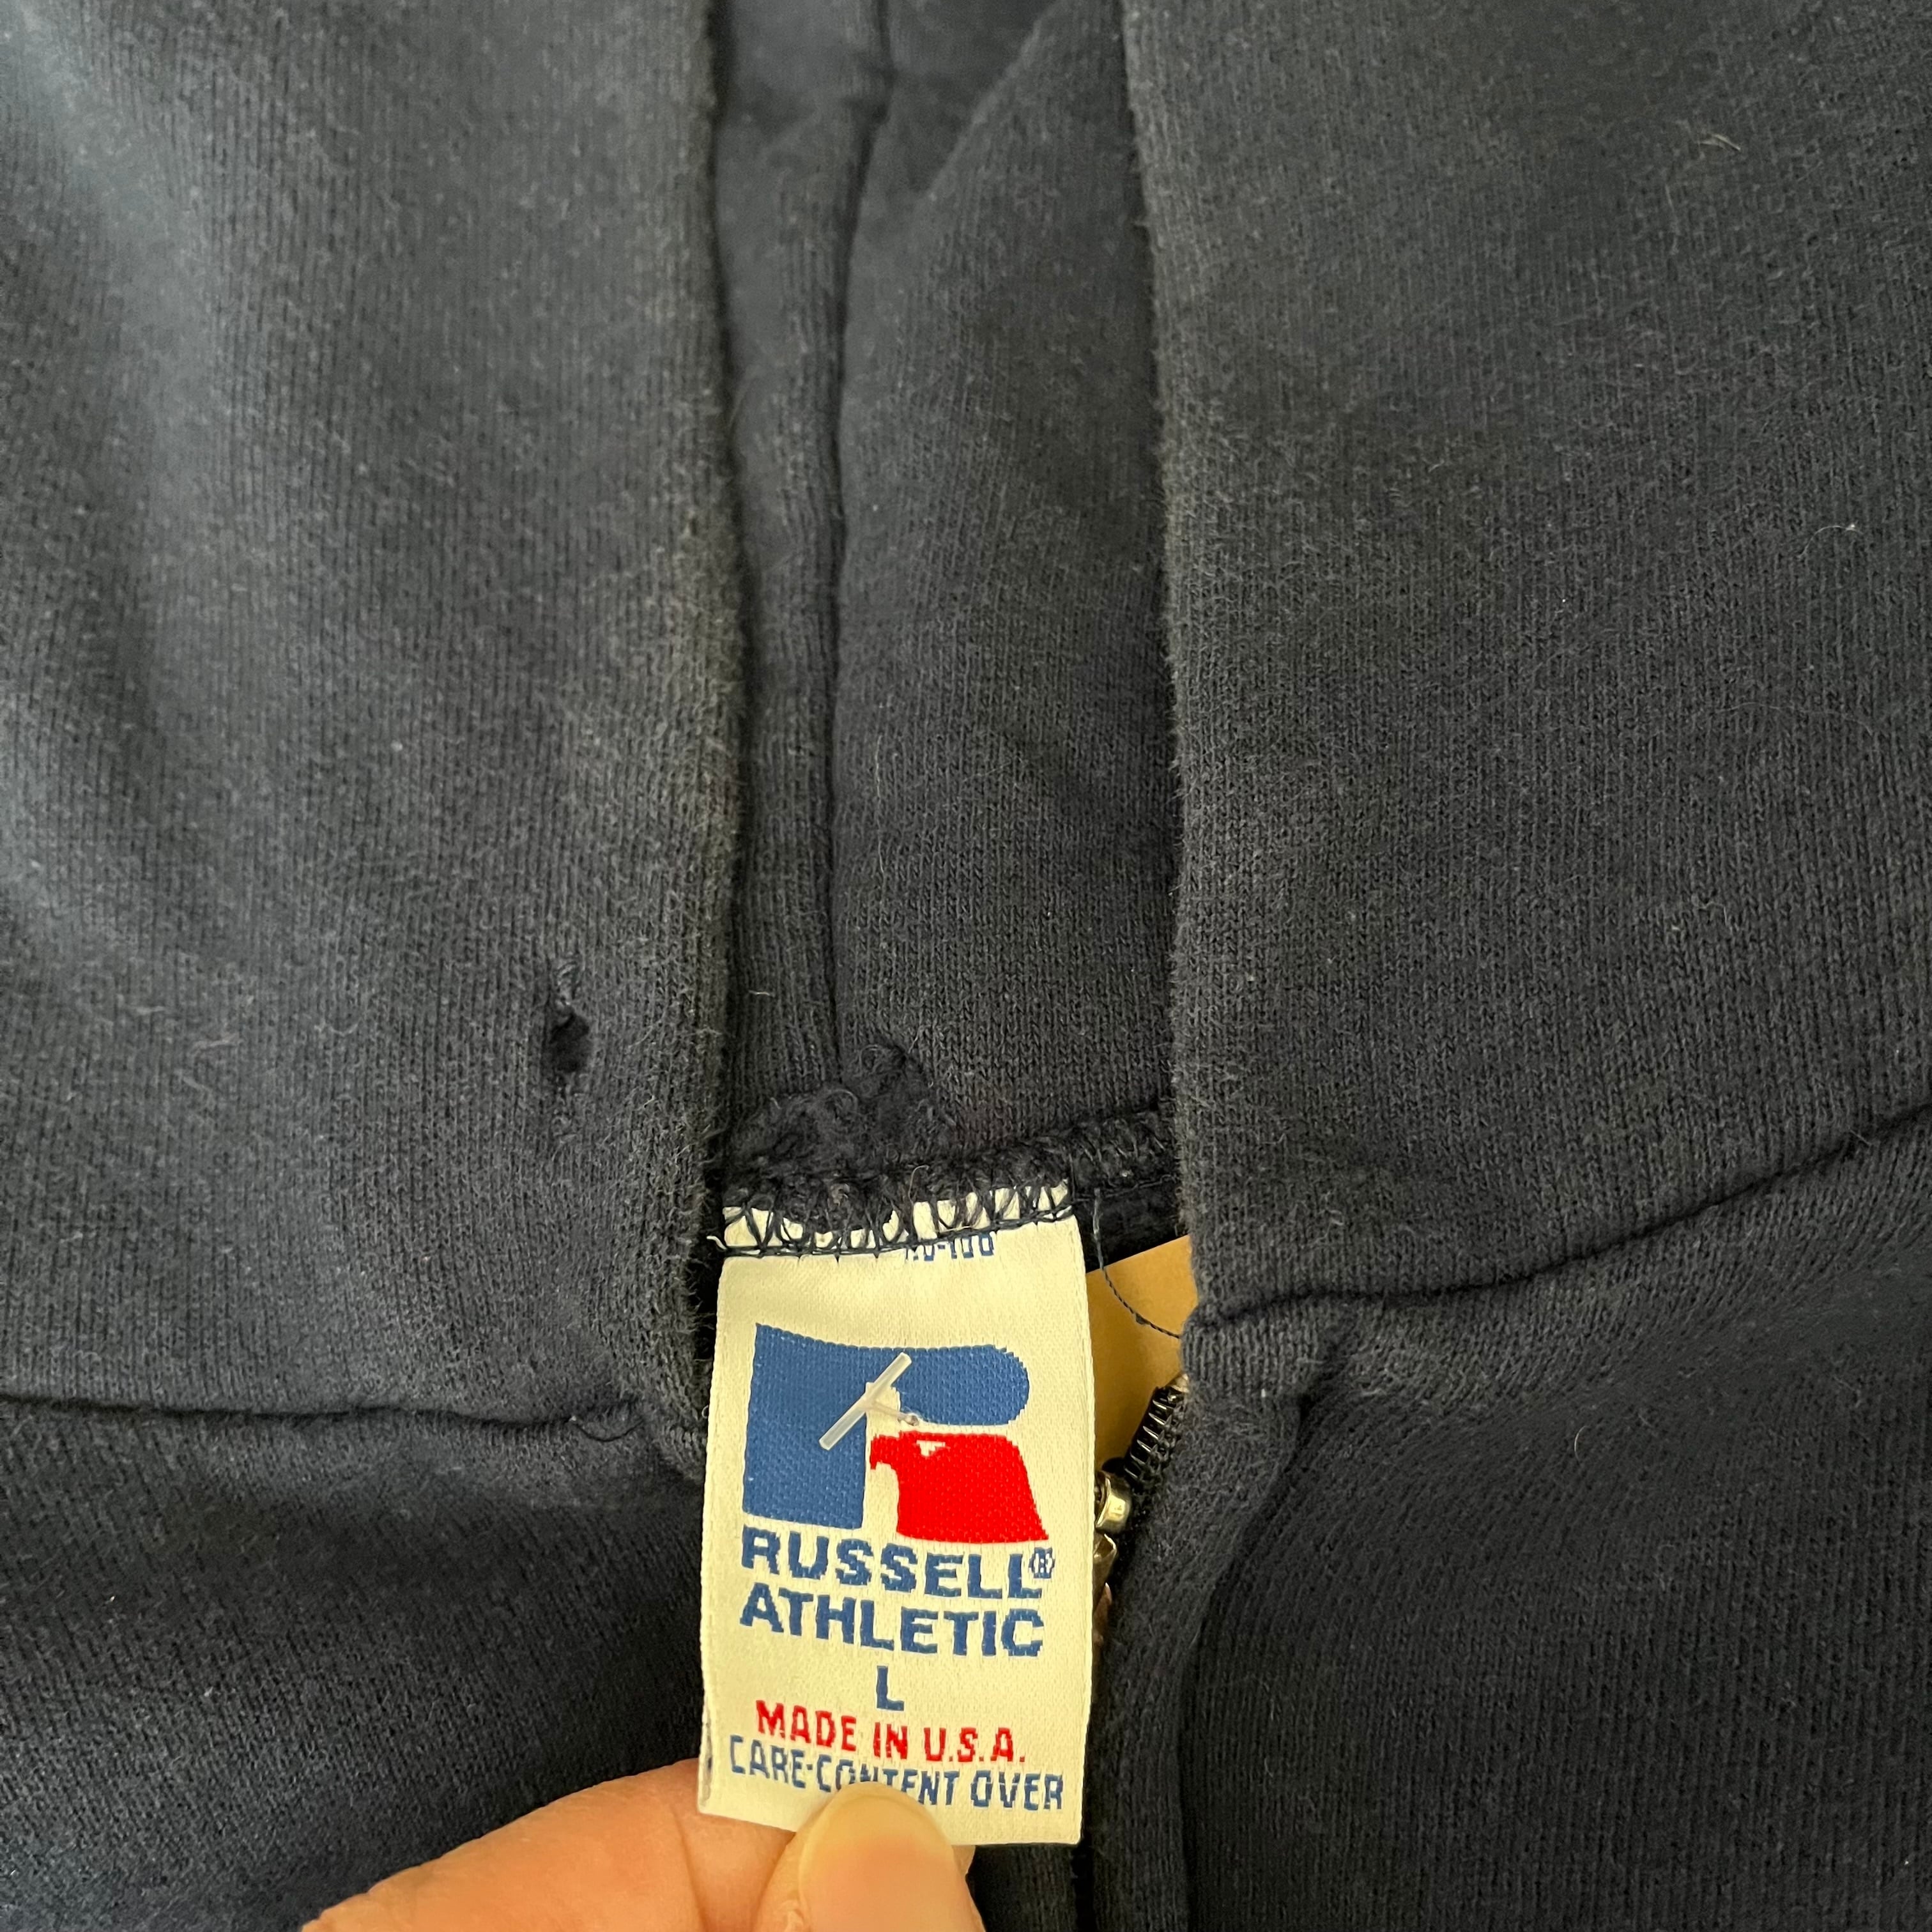 RUSSELL®
ATHLETIC
L
MADE IN U.S.A.
CARE-CONTENT OVER